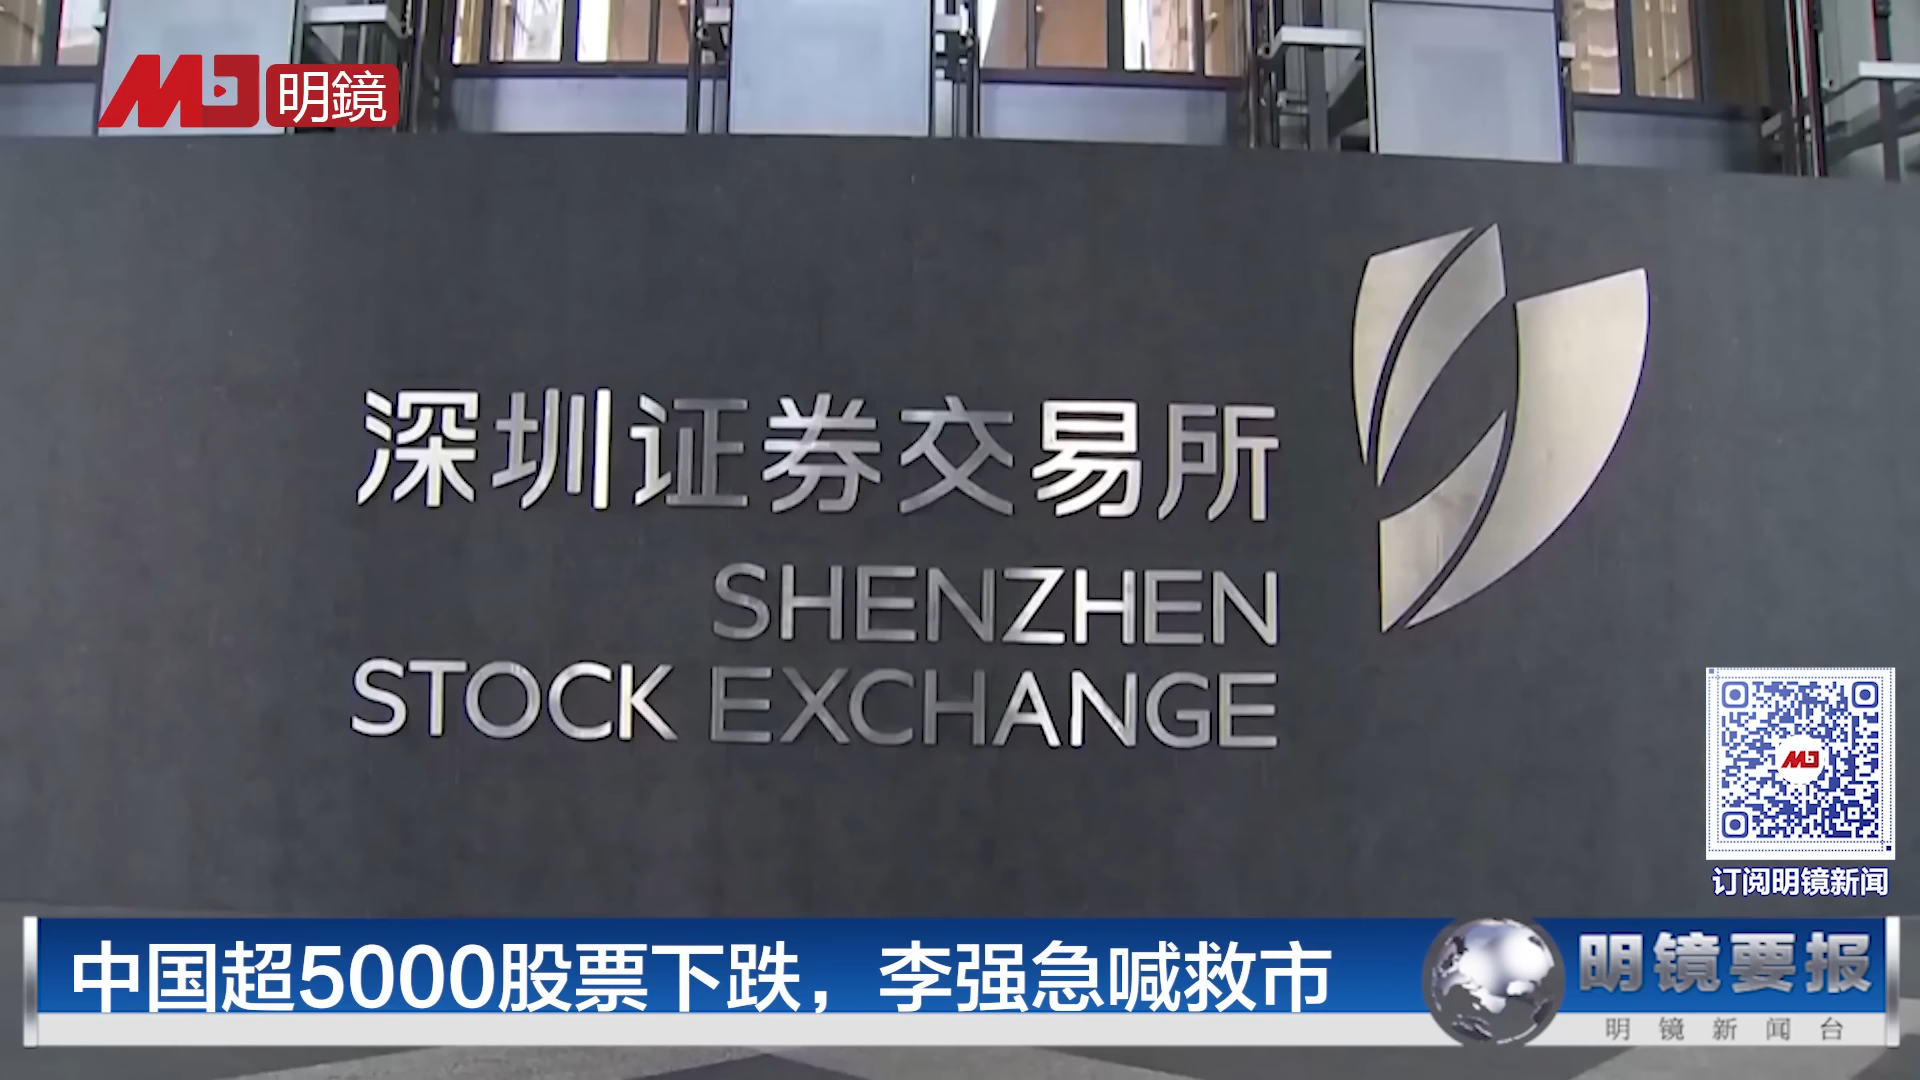 明鏡
深圳证券交易所
SHENZHEN
STOCK EXCHANGE
订阅明镜新闻
中国超5000股票下跌，李强急喊救市
明镜要报
明镜新闻台